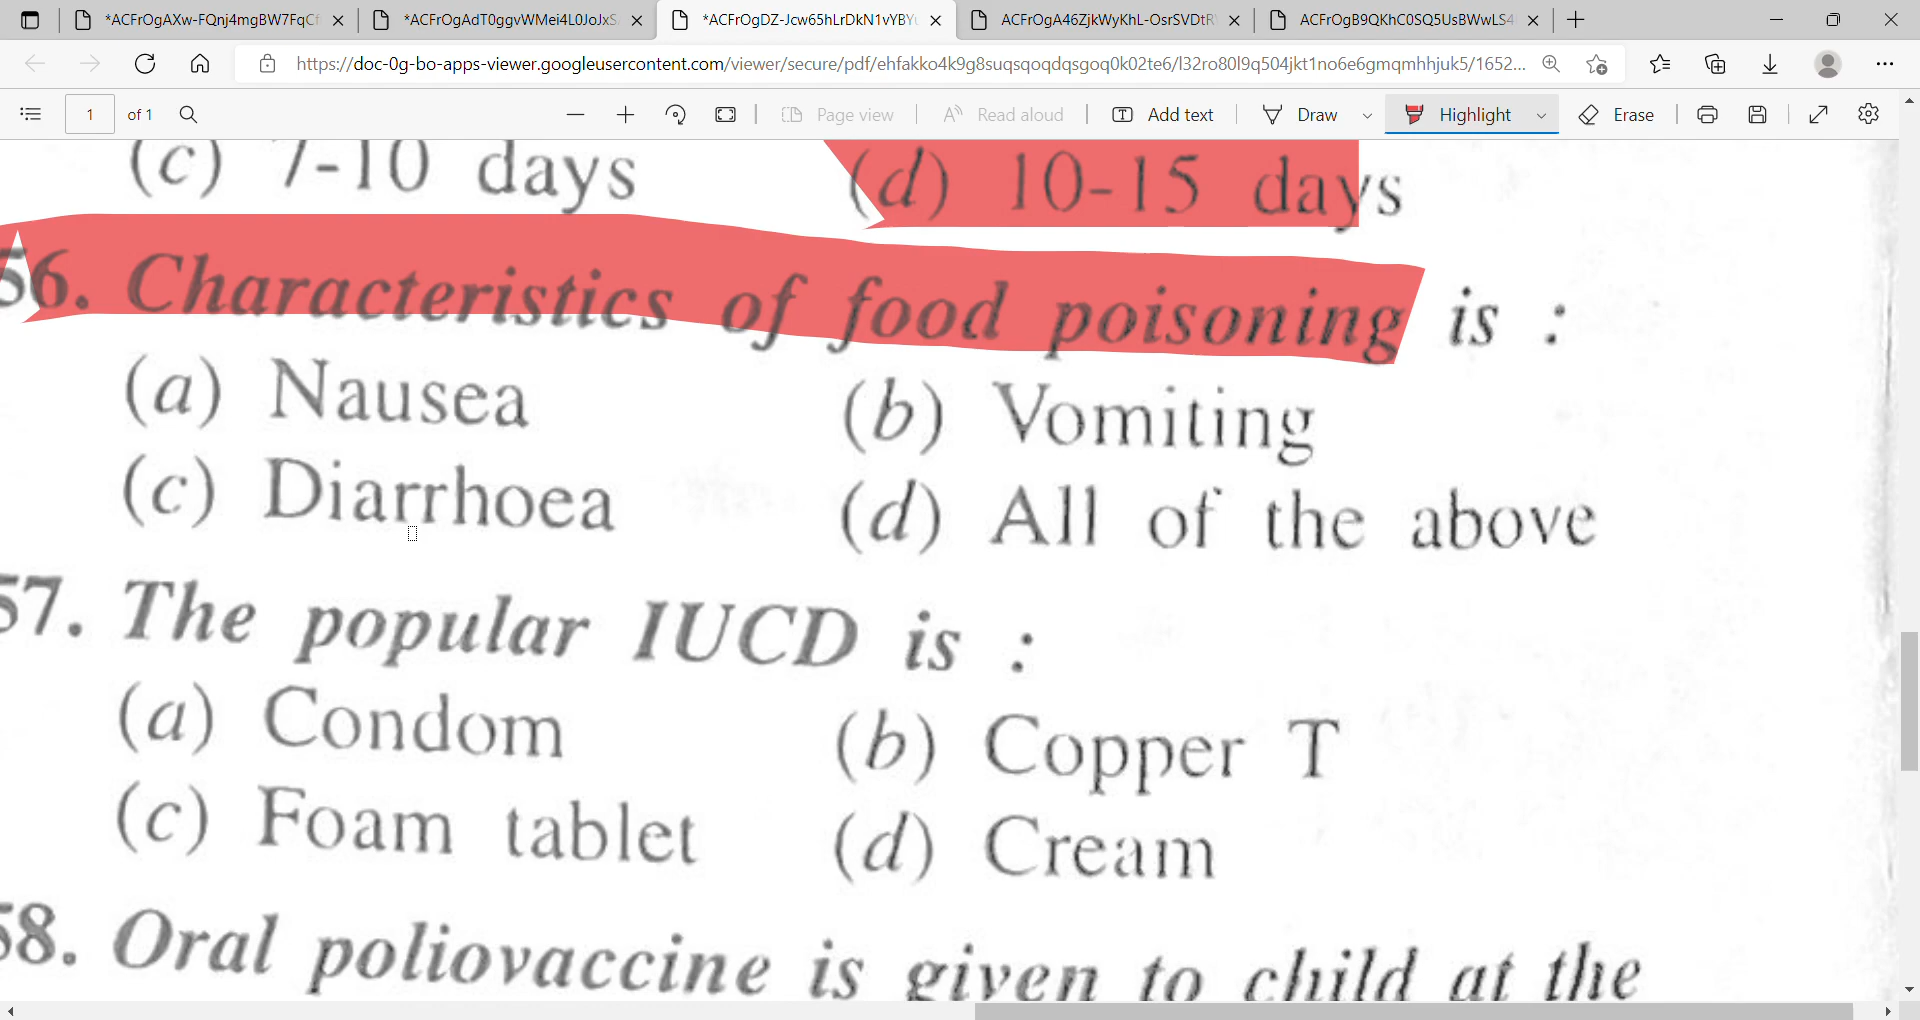 *ACFrOgAXw-FQnj4mgBW7FqCf
*ACFrOgAdT0ggvWMei4L0JoJxS
*ACFrOgDZ-Jcw65hLrDkN1vYBYu
ACFrOgA46ZjkWyKhL-OsrSVDtR
ACFrOgB9QKhC0SQ5UsBWwLS4
https://doc-0g-bo-apps-viewer.googleusercontent.com/viewer/secure/pdf/ehfakko4k9g8suqsqoqdqsgoq0k02te6/l32ro80l9q504jkt1no6e6gmqmhhjuk5/1652...
1 of 1 Page view Read aloud Add text Draw Highlight Erase
(c) 7-10 days (d) 10-15 days
56. Characteristics of food poisoning is :
(a) Nausea (b) Vomiting
(c) Diarrhoea (d) All of the above
57. The popular IUCD is :
(a) Condom (b) Copper T
(c) Foam tablet (d) Cream
58. Oral poliovaccine is given to child at the